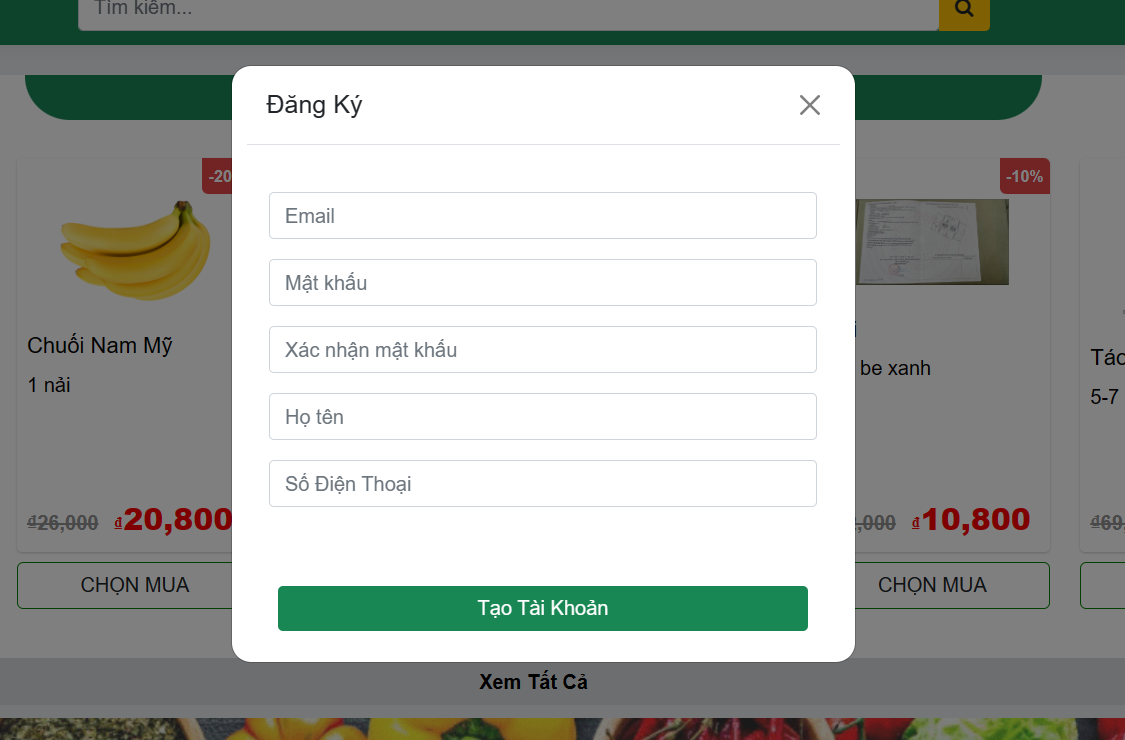 Tìm kiếm...
Đăng Ký
Email
Mật khẩu
Xác nhận mật khẩu
Họ tên
Số Điện Thoại
Tạo Tài Khoản
-20
Chuối Nam Mỹ
1 nải
₫26,000 ₫20,800
CHỌN MUA
-10%
be xanh
,000 ₫10,800
CHỌN MUA
Táo
5-7
₫69,
Xem Tất Cả